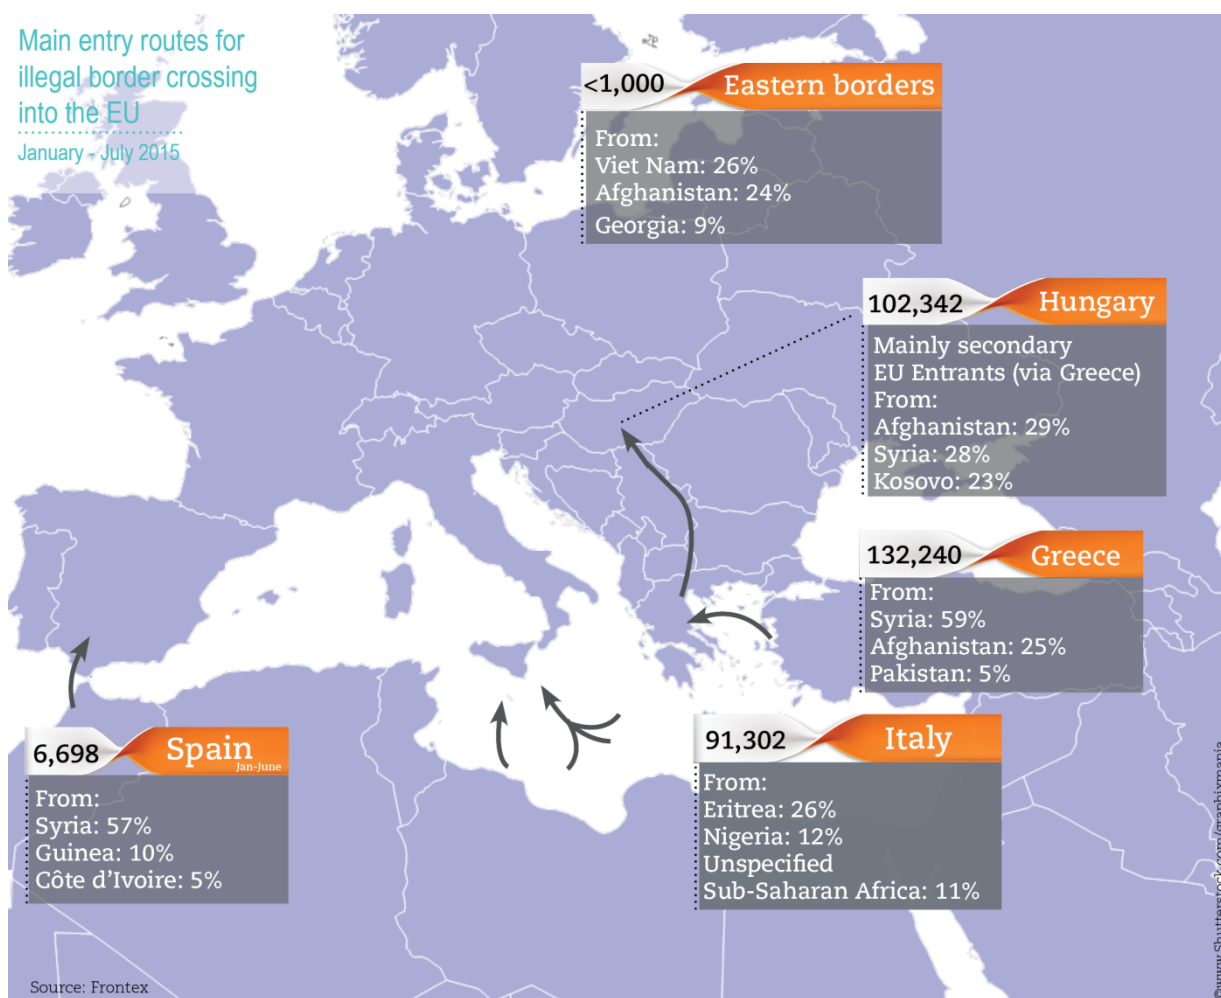 Main entry routes for
illegal border crossing
into the EU
January - July 2015
<1,000 Eastern borders
From:
Viet Nam: 26%
Afghanistan: 24%
Georgia: 9%
102,342 Hungary
Mainly secondary
EU Entrants (via Greece)
From:
Afghanistan: 29%
Syria: 28%
Kosovo: 23%
132,240 Greece
From:
Syria: 59%
Afghanistan: 25%
Pakistan: 5%
6,698 Spain
Jan-June
From:
Syria: 57%
Guinea: 10%
Côte d'Ivoire: 5%
91,302 Italy
From:
Eritrea: 26%
Nigeria: 12%
Unspecified
Sub-Saharan Africa: 11%
Source: Frontex
©www.Shutterstock.com/graphixmania